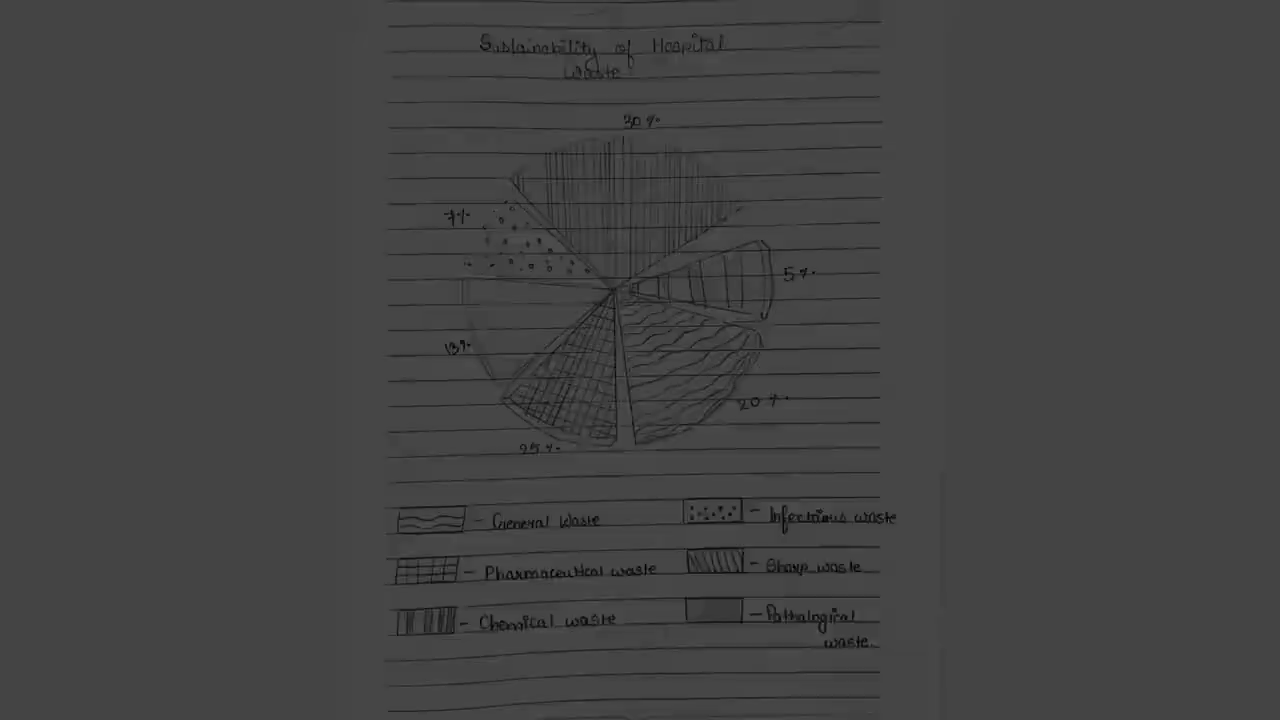 Sustainability of Hospital
waste
30 %.
7%.
5 %.
13%.
20 %.
25 %.
- General Waste
- Infectious waste
- Pharmaceutical waste
- Sharp waste
- Chemical waste
- Pathalogical
waste.